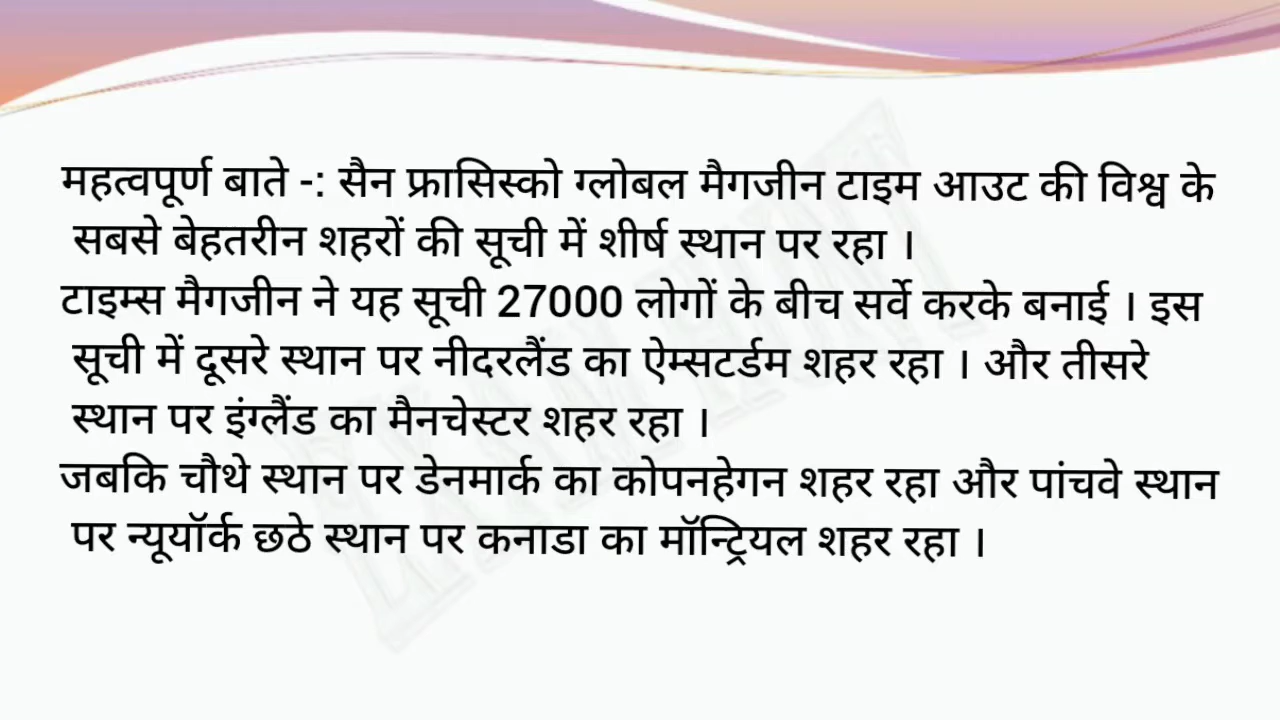 महत्वपूर्ण बाते -: सैन फ्रासिस्को ग्लोबल मैगजीन टाइम आउट की विश्व के
सबसे बेहतरीन शहरों की सूची में शीर्ष स्थान पर रहा ।
टाइम्स मैगजीन ने यह सूची 27000 लोगों के बीच सर्वे करके बनाई । इस
सूची में दूसरे स्थान पर नीदरलैंड का ऐम्सटर्डम शहर रहा । और तीसरे
स्थान पर इंग्लैंड का मैनचेस्टर शहर रहा ।
जबकि चौथे स्थान पर डेनमार्क का कोपनहेगन शहर रहा और पांचवे स्थान
पर न्यूयॉर्क छठे स्थान पर कनाडा का मॉन्ट्रियल शहर रहा ।